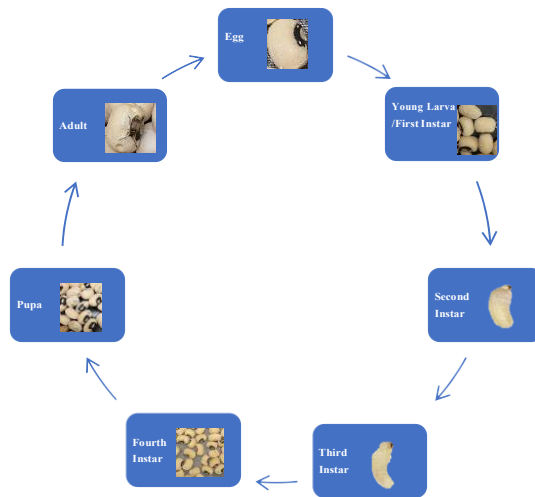 Egg
Young Larva
/First Instar
Second
Instar
Third
Instar
Fourth
Instar
Pupa
Adult